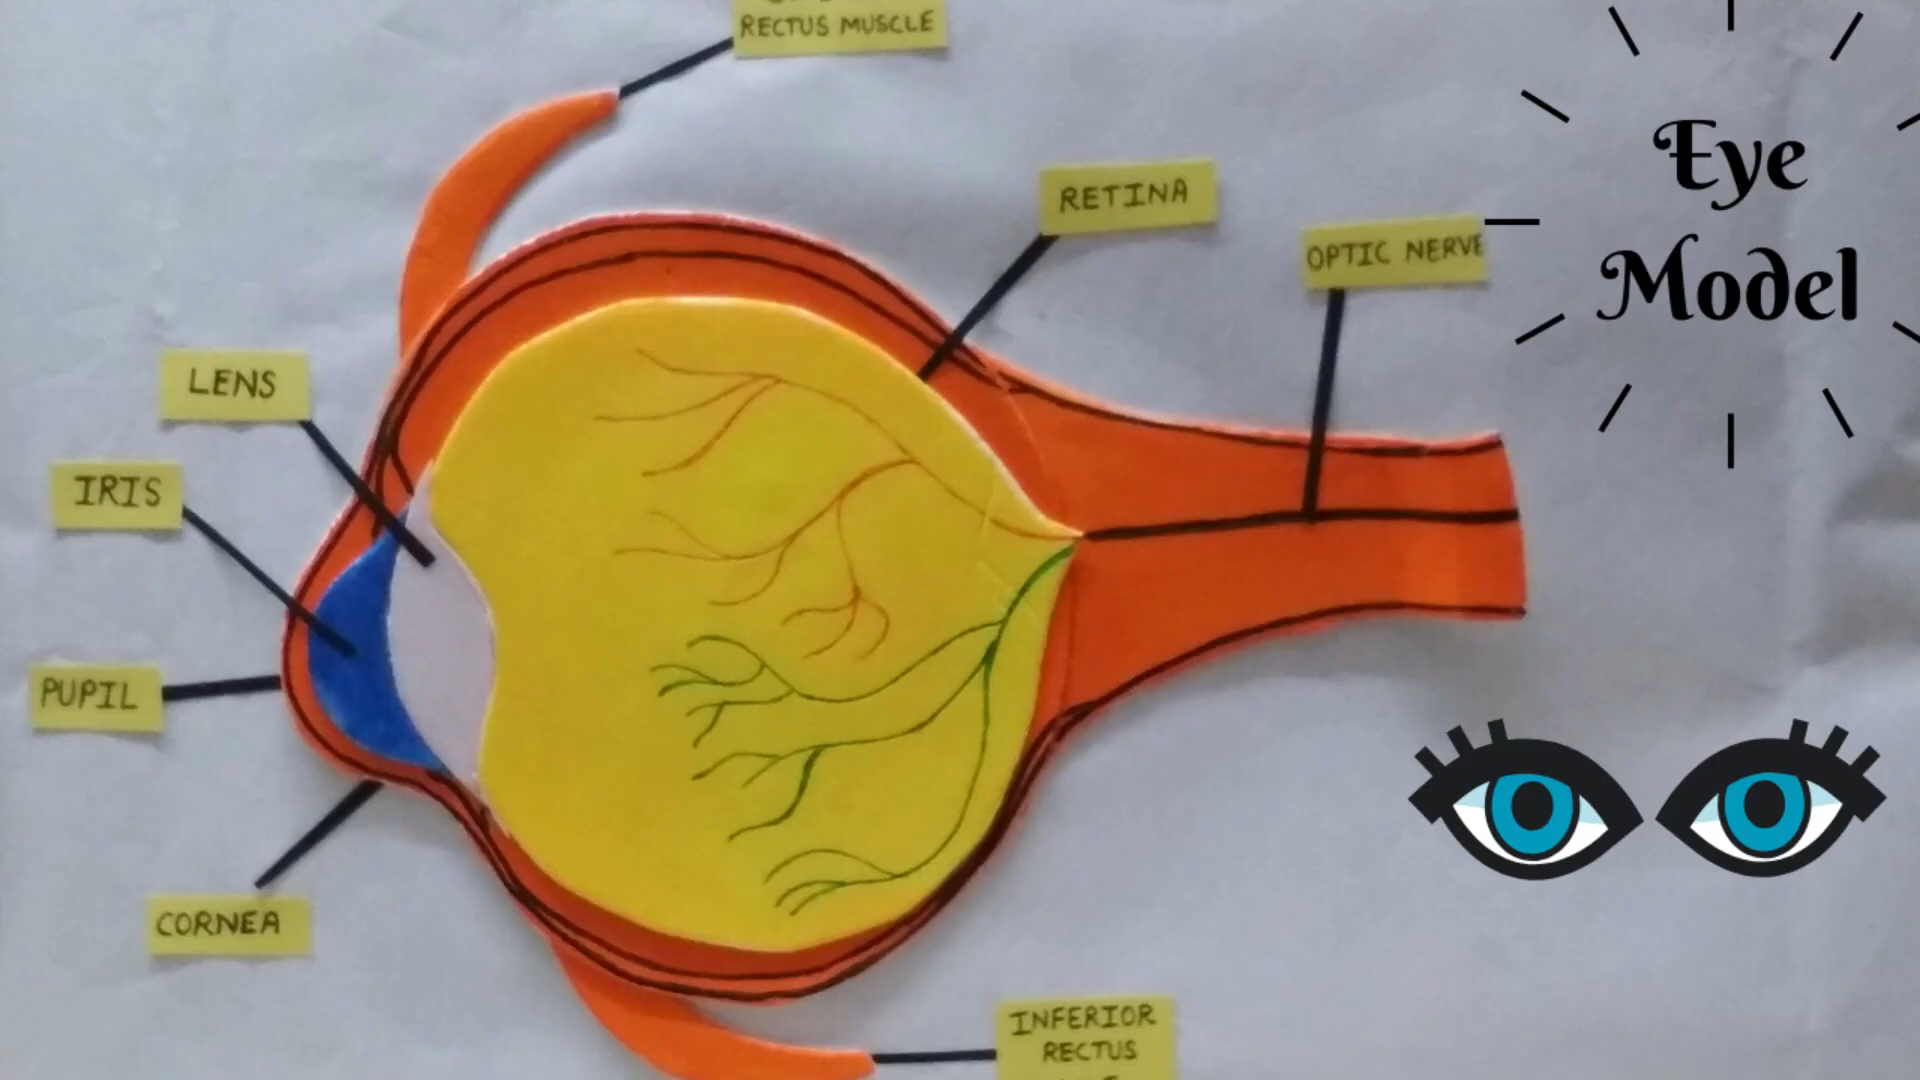 RECTUS MUSCLE
RETINA
OPTIC NERVE
Eye
Model
LENS
IRIS
PUPIL
CORNEA
INFERIOR
RECTUS